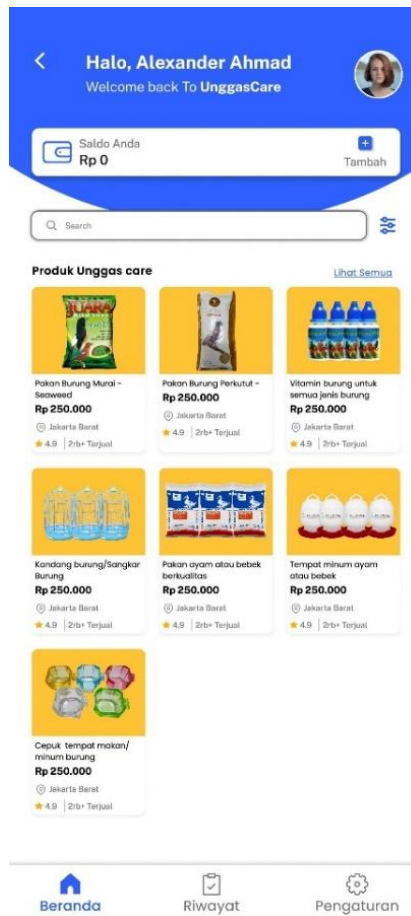 Halo, Alexander Ahmad
Welcome back To UnggasCare
Saldo Anda
Rp 0
Tambah
Search
Produk Unggas care
Lihat Semua
JUARA
Pakan Burung Murai -
Seaweed
Rp 250.000
Jakarta Barat
4.9 | 2rb+ Terjual
Pakan Burung Perkutut -
Rp 250.000
Jakarta Barat
4.9 | 2rb+ Terjual
Vitamin burung untuk
semua jenis burung
Rp 250.000
Jakarta Barat
4.9 | 2rb+ Terjual
Kandang burung/Sangkar
Burung
Rp 250.000
Jakarta Barat
4.9 | 2rb+ Terjual
Pakan ayam atau bebek
berkualitas
Rp 250.000
Jakarta Barat
4.9 | 2rb+ Terjual
Tempat minum ayam
atau bebek
Rp 250.000
Jakarta Barat
4.9 | 2rb+ Terjual
Cepuk tempat makan/
minum burung
Rp 250.000
Jakarta Barat
4.9 | 2rb+ Terjual
Beranda
Riwayat
Pengaturan